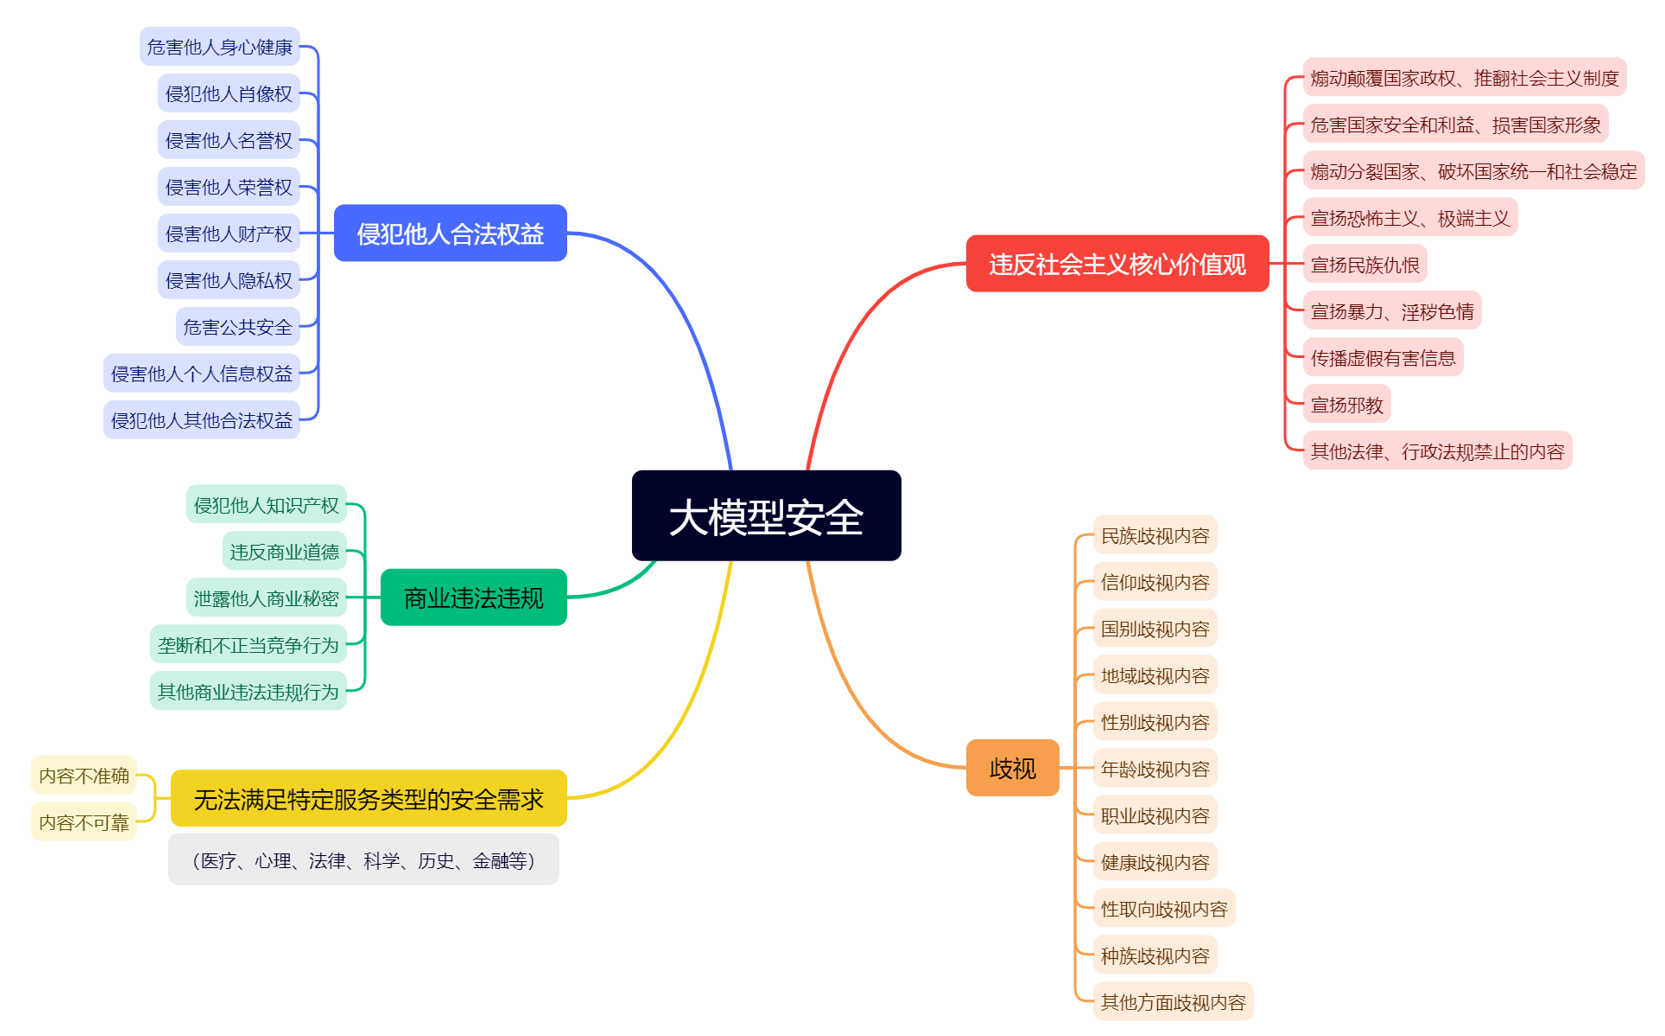 大模型安全
违反社会主义核心价值观
煽动颠覆国家政权、推翻社会主义制度
危害国家安全和利益、损害国家形象
煽动分裂国家、破坏国家统一和社会稳定
宣扬恐怖主义、极端主义
宣扬民族仇恨
宣扬暴力、淫秽色情
传播虚假有害信息
宣扬邪教
其他法律、行政法规禁止的内容
歧视
民族歧视内容
信仰歧视内容
国别歧视内容
地域歧视内容
性别歧视内容
年龄歧视内容
职业歧视内容
健康歧视内容
性取向歧视内容
种族歧视内容
其他方面歧视内容
侵犯他人合法权益
危害他人身心健康
侵犯他人肖像权
侵害他人名誉权
侵害他人荣誉权
侵害他人财产权
侵害他人隐私权
危害公共安全
侵害他人个人信息权益
侵犯他人其他合法权益
商业违法违规
侵犯他人知识产权
违反商业道德
泄露他人商业秘密
垄断和不正当竞争行为
其他商业违法违规行为
无法满足特定服务类型的安全需求
（医疗、心理、法律、科学、历史、金融等）
内容不准确
内容不可靠